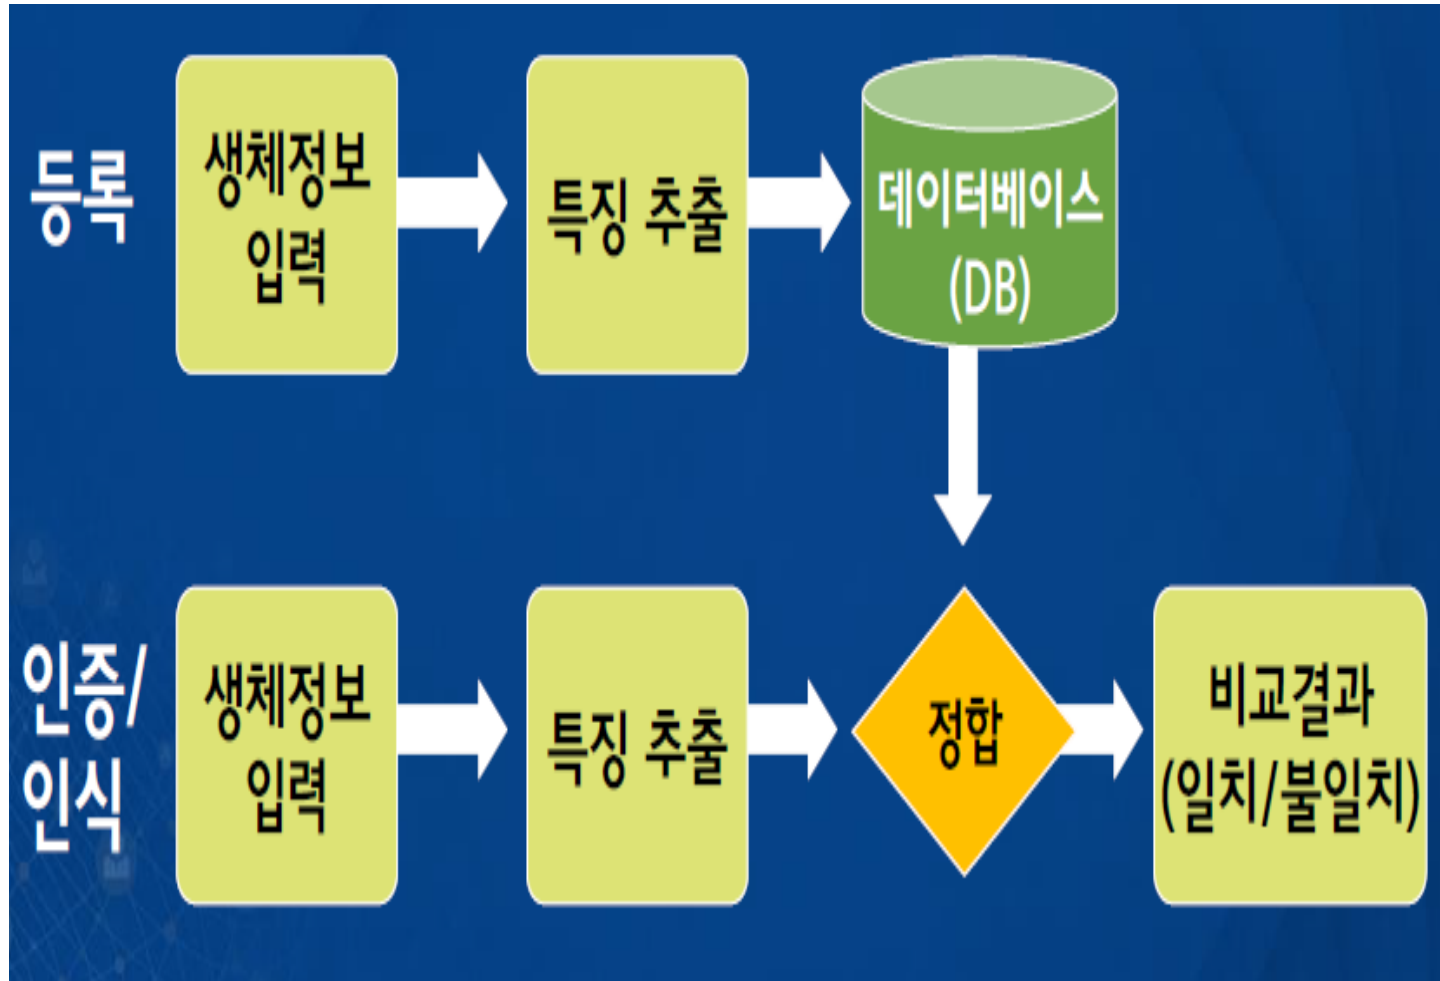 등록
생체정보
입력
특징 추출
데이터베이스
(DB)
인증/
인식
생체정보
입력
특징 추출
정합
비교결과
(일치/불일치)